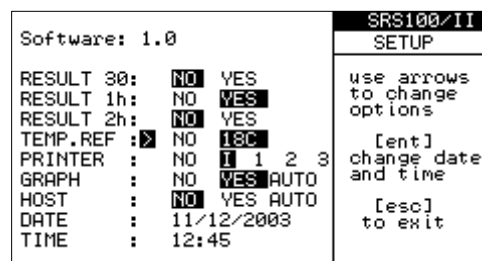 Software: 1.0
RESULT 30: NO YES
RESULT 1h: NO YES
RESULT 2h: NO YES
TEMP.REF :> NO 18C
PRINTER : NO I 1 2 3
GRAPH : NO YES AUTO
HOST : NO YES AUTO
DATE : 11/12/2003
TIME : 12:45
SRS100/II
SETUP
use arrows
to change
options
[ent]
change date
and time
[esc]
to exit